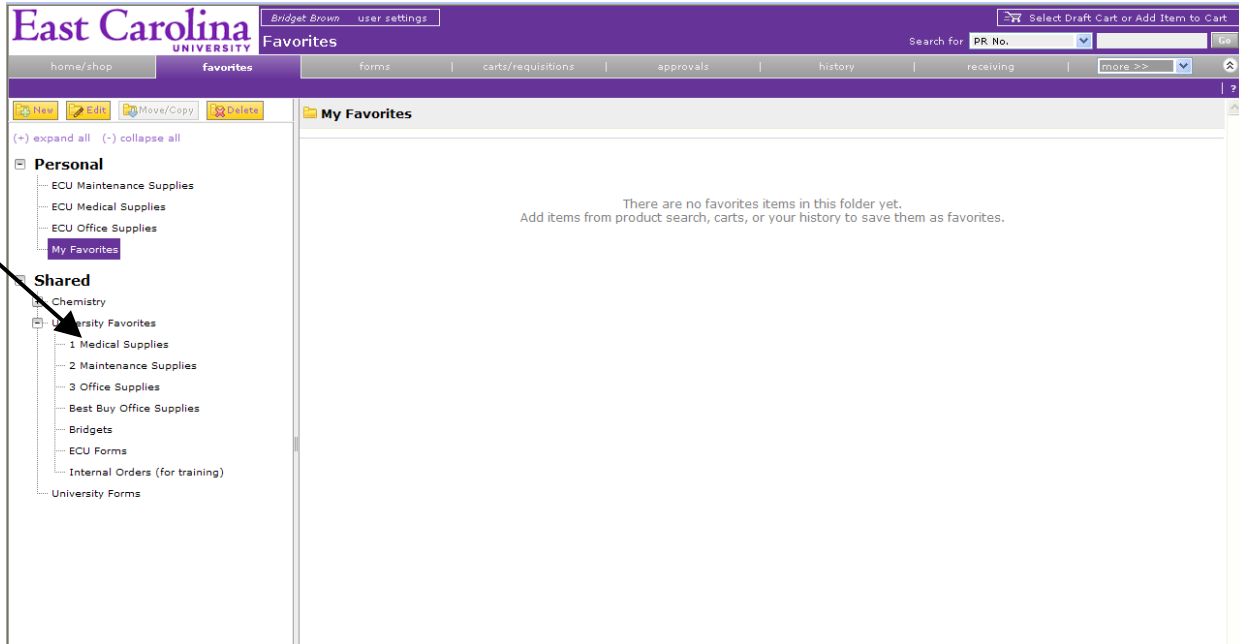 East Carolina
UNIVERSITY
Bridget Brown user settings
Select Draft Cart or Add Item to Cart
Favorites
Search for PR No. Go
home/shop favorites forms | carts/requisitions | approvals | history | receiving | more >>
| ?
New Edit Move/Copy Delete
My Favorites
(+) expand all (-) collapse all
Personal
ECU Maintenance Supplies
ECU Medical Supplies
ECU Office Supplies
My Favorites
There are no favorites items in this folder yet.
Add items from product search, carts, or your history to save them as favorites.
Shared
Chemistry
University Favorites
1 Medical Supplies
2 Maintenance Supplies
3 Office Supplies
Best Buy Office Supplies
Bridgets
ECU Forms
Internal Orders (for training)
University Forms